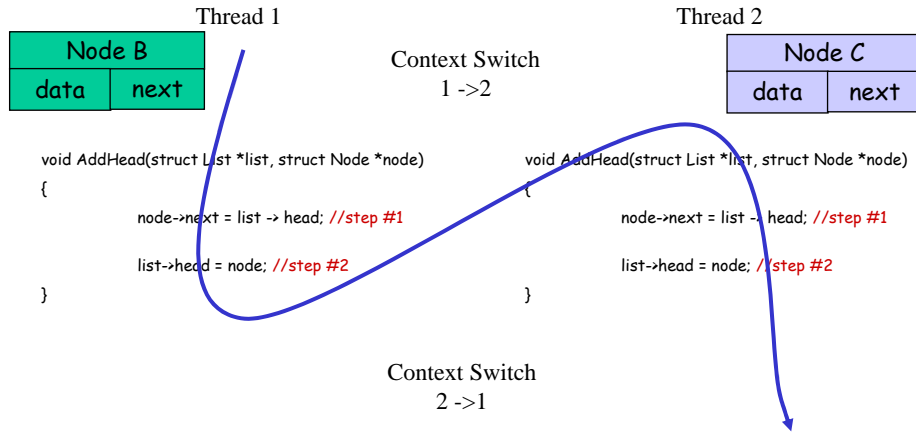 Thread 1
Thread 2
Node B
data next
Context Switch
1 ->2
Node C
data next
void AddHead(struct List *list, struct Node *node)
{
node->next = list -> head; //step #1
list->head = node; //step #2
}
void AddHead(struct List *list, struct Node *node)
{
node->next = list -> head; //step #1
list->head = node; //step #2
}
Context Switch
2 ->1